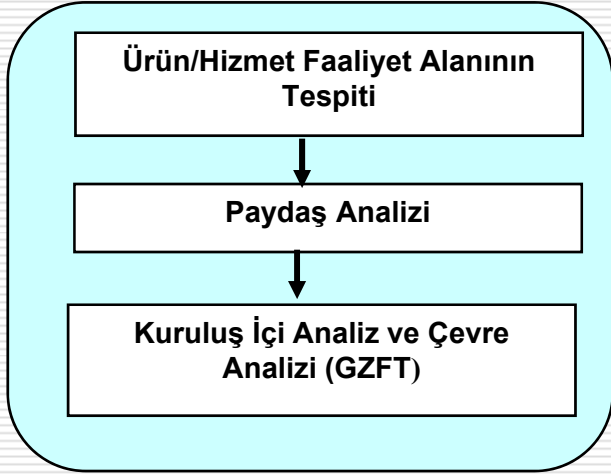 Ürün/Hizmet Faaliyet Alanının
Tespiti
Paydaş Analizi
Kuruluş İçi Analiz ve Çevre
Analizi (GZFT)